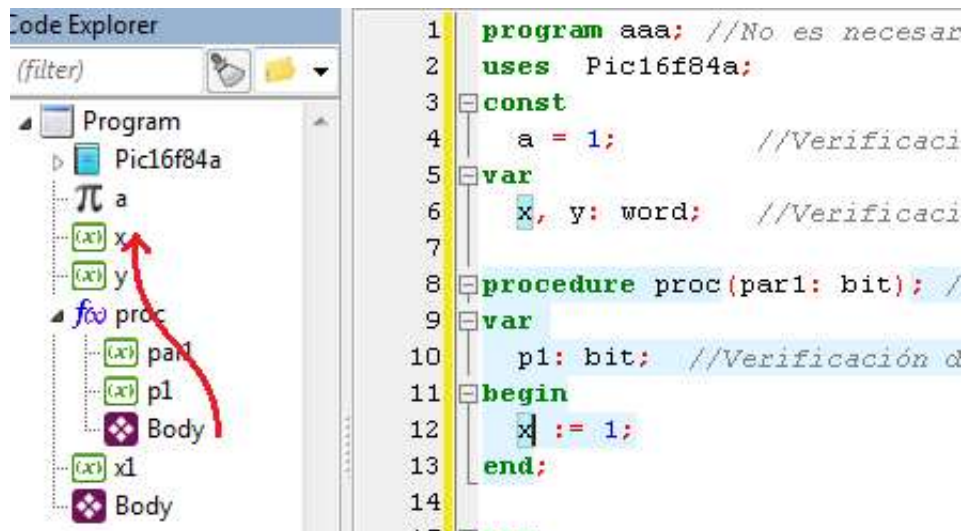 Code Explorer
(filter)
Program
Pic16f84a
π a
(x) x
(x) y
f(x) proc
(x) par1
(x) p1
Body
(x) x1
Body
1 program aaa; //No es necesar
2 uses Pic16f84a;
3 const
4 a = 1; //Verificaci
5 var
6 x, y: word; //Verificaci
7
8 procedure proc(par1: bit); /
9 var
10 p1: bit; //Verificación d
11 begin
12 x := 1;
13 end;
14